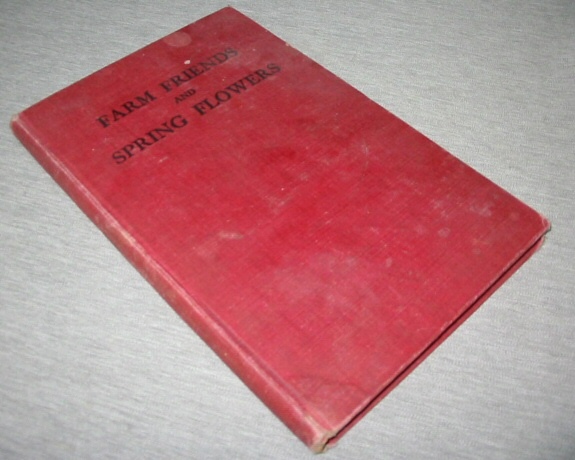 FARM FRIENDS
AND
SPRING FLOWERS